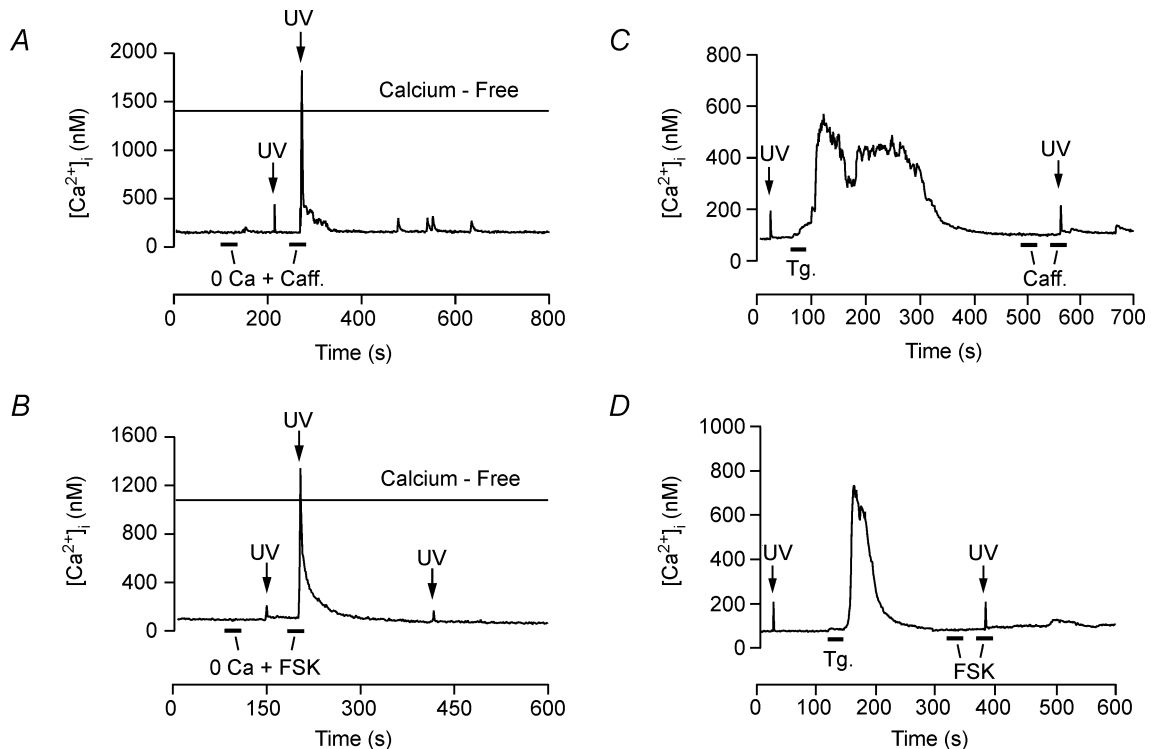 A
UV
2000
1500
1000
500
0
[Ca²⁺]ᵢ (nM)
Calcium - Free
UV
0 Ca + Caff.
0 200 400 600 800
Time (s)
B
UV
1600
1200
800
400
0
[Ca²⁺]ᵢ (nM)
Calcium - Free
UV
UV
0 Ca + FSK
0 150 300 450 600
Time (s)
C
800
600
400
200
0
[Ca²⁺]ᵢ (nM)
UV
UV
Tg.
Caff.
0 100 200 300 400 500 600 700
Time (s)
D
1000
800
600
400
200
0
[Ca²⁺]ᵢ (nM)
UV
UV
Tg.
FSK
0 100 200 300 400 500 600
Time (s)